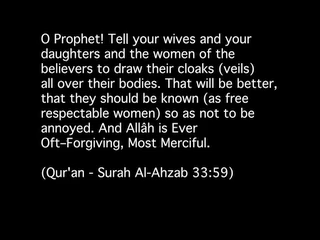 O Prophet! Tell your wives and your
daughters and the women of the
believers to draw their cloaks (veils)
all over their bodies. That will be better,
that they should be known (as free
respectable women) so as not to be
annoyed. And Allâh is Ever
Oft–Forgiving, Most Merciful.
(Qur'an - Surah Al-Ahzab 33:59)